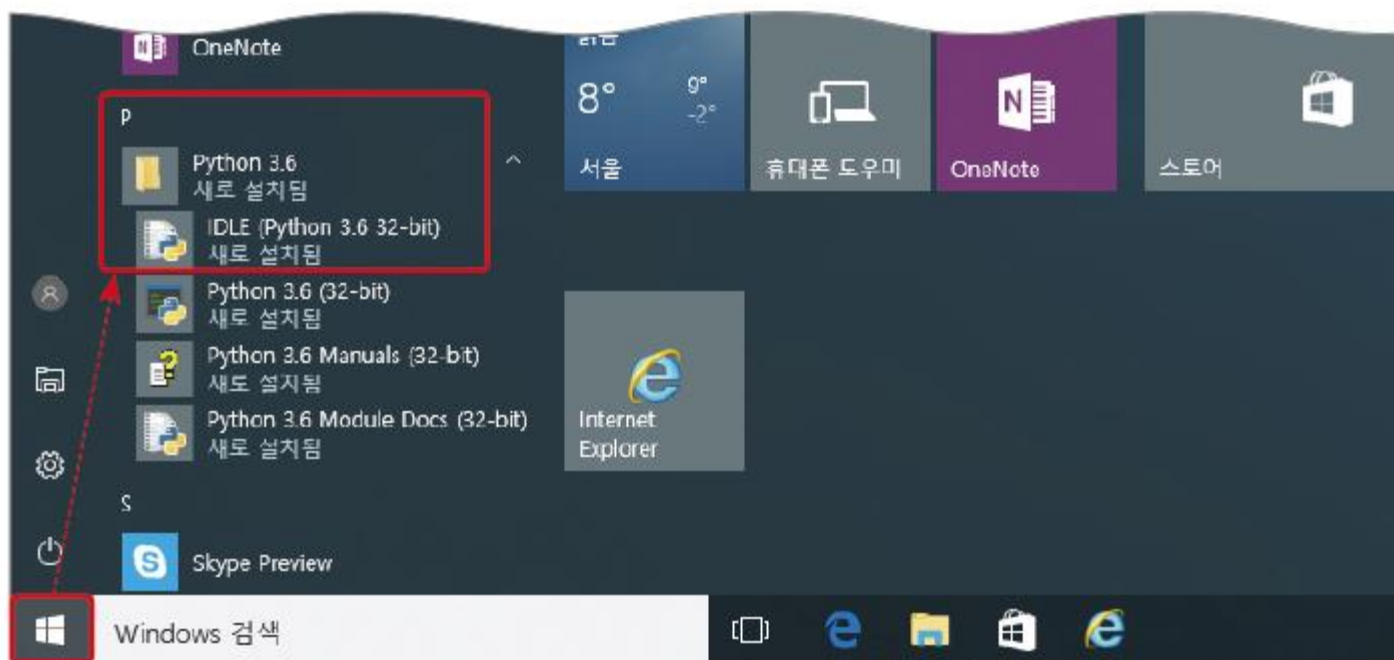 OneNote
P
Python 3.6
새로 설치됨
IDLE (Python 3.6 32-bit)
새로 설치됨
Python 3.6 (32-bit)
새로 설치됨
Python 3.6 Manuals (32-bit)
새로 설치됨
Python 3.6 Module Docs (32-bit)
새로 설치됨
S
Skype Preview
8°
9°
-2°
서울
휴대폰 도우미
OneNote
스토어
Internet
Explorer
Windows 검색